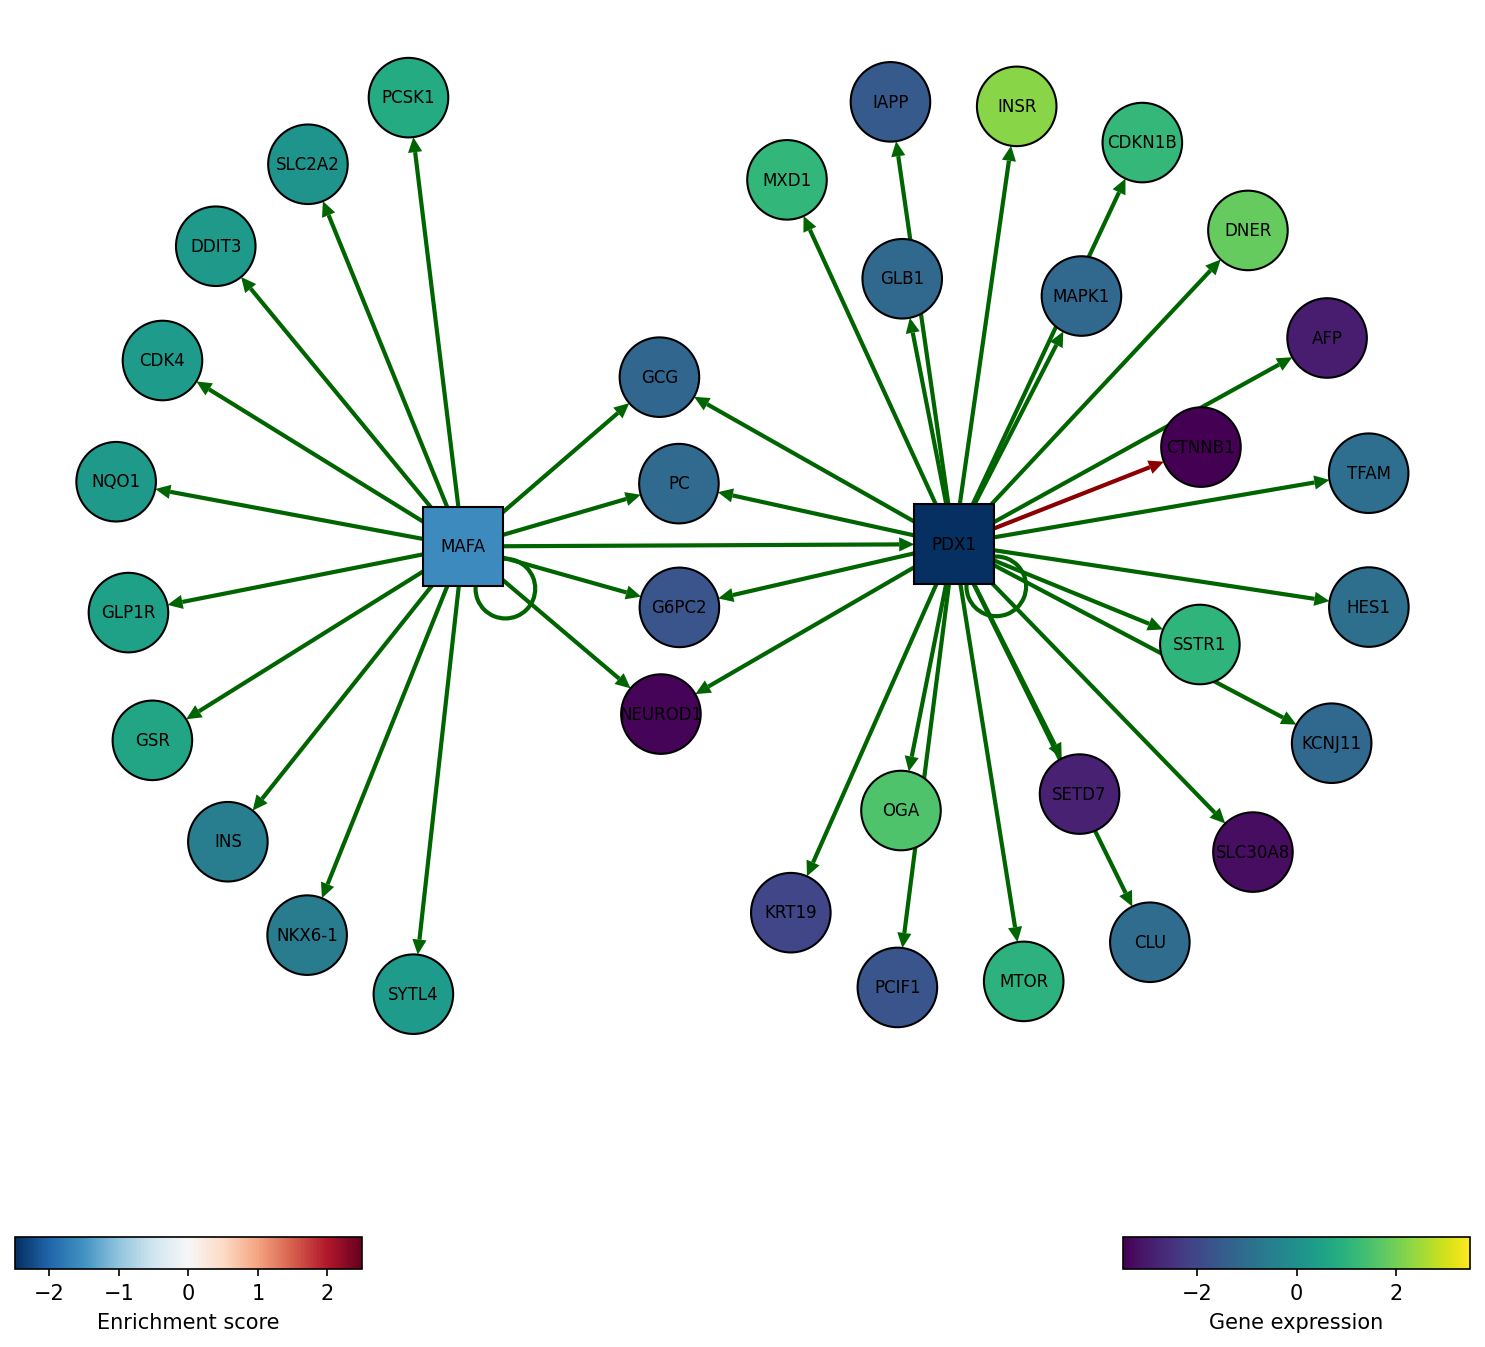 PCSK1
IAPP
INSR
CDKN1B
SLC2A2
MXD1
DNER
DDIT3
GLB1
MAPK1
AFP
CDK4
GCG
CTNNB1
TFAM
NQO1
PC
MAFA
PDX1
GLP1R
G6PC2
HES1
SSTR1
NEUROD1
GSR
KCNJ11
SETD7
OGA
INS
SLC30A8
KRT19
NKX6-1
CLU
MTOR
PCIF1
SYTL4
−2 −1 0 1 2
Enrichment score
−2 0 2
Gene expression